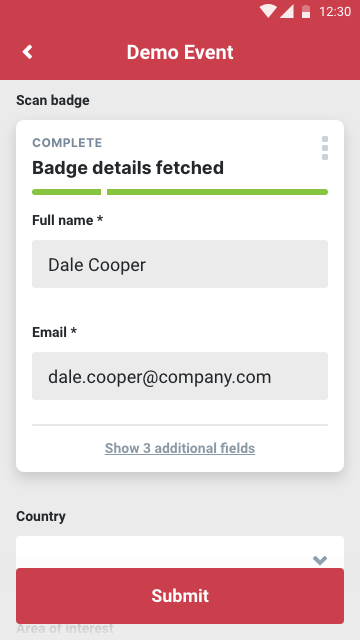 12:30
Demo Event
Scan badge
COMPLETE
Badge details fetched
Full name *
Dale Cooper
Email *
dale.cooper@company.com
Show 3 additional fields
Country
Submit
Area of interest